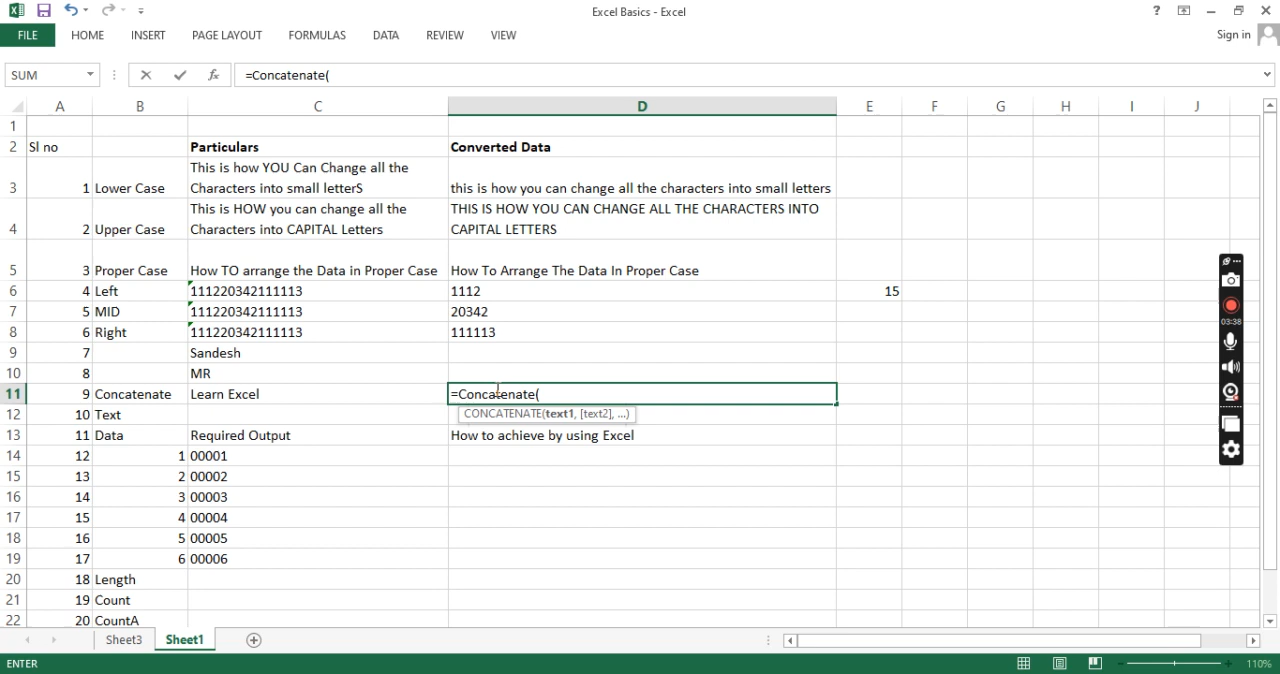 Excel Basics - Excel
?
FILE HOME INSERT PAGE LAYOUT FORMULAS DATA REVIEW VIEW Sign in
SUM fx =Concatenate(
A B C D E F G H I J
1
2 Sl no Particulars Converted Data
This is how YOU Can Change all the
3 1 Lower Case Characters into small letterS this is how you can change all the characters into small letters
This is HOW you can change all the THIS IS HOW YOU CAN CHANGE ALL THE CHARACTERS INTO
4 2 Upper Case Characters into CAPITAL Letters CAPITAL LETTERS
5 3 Proper Case How TO arrange the Data in Proper Case How To Arrange The Data In Proper Case
6 4 Left 111220342111113 1112 15
7 5 MID 111220342111113 20342
8 6 Right 111220342111113 111113
03:38
9 7 Sandesh
10 8 MR
11 9 Concatenate Learn Excel =Concatenate(
12 10 Text CONCATENATE(text1, [text2], ...)
13 11 Data Required Output How to achieve by using Excel
14 12 1 00001
15 13 2 00002
16 14 3 00003
17 15 4 00004
18 16 5 00005
19 17 6 00006
20 18 Length
21 19 Count
22 20 CountA
Sheet3 Sheet1
ENTER 110%